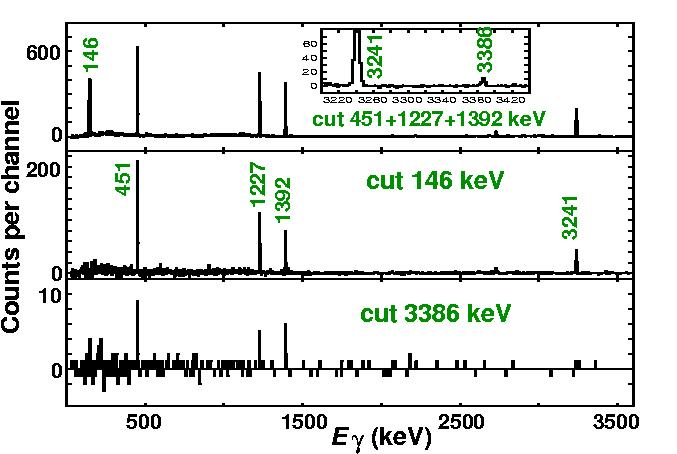 600
0
146
80
60
40
20
0
3241
3386
3220 3260 3300 3340 3380 3420
cut 451+1227+1392 keV
200
0
451
1227
1392
cut 146 keV
3241
10
0
cut 3386 keV
500 1500 2500 3500
Eγ (keV)
Counts per channel